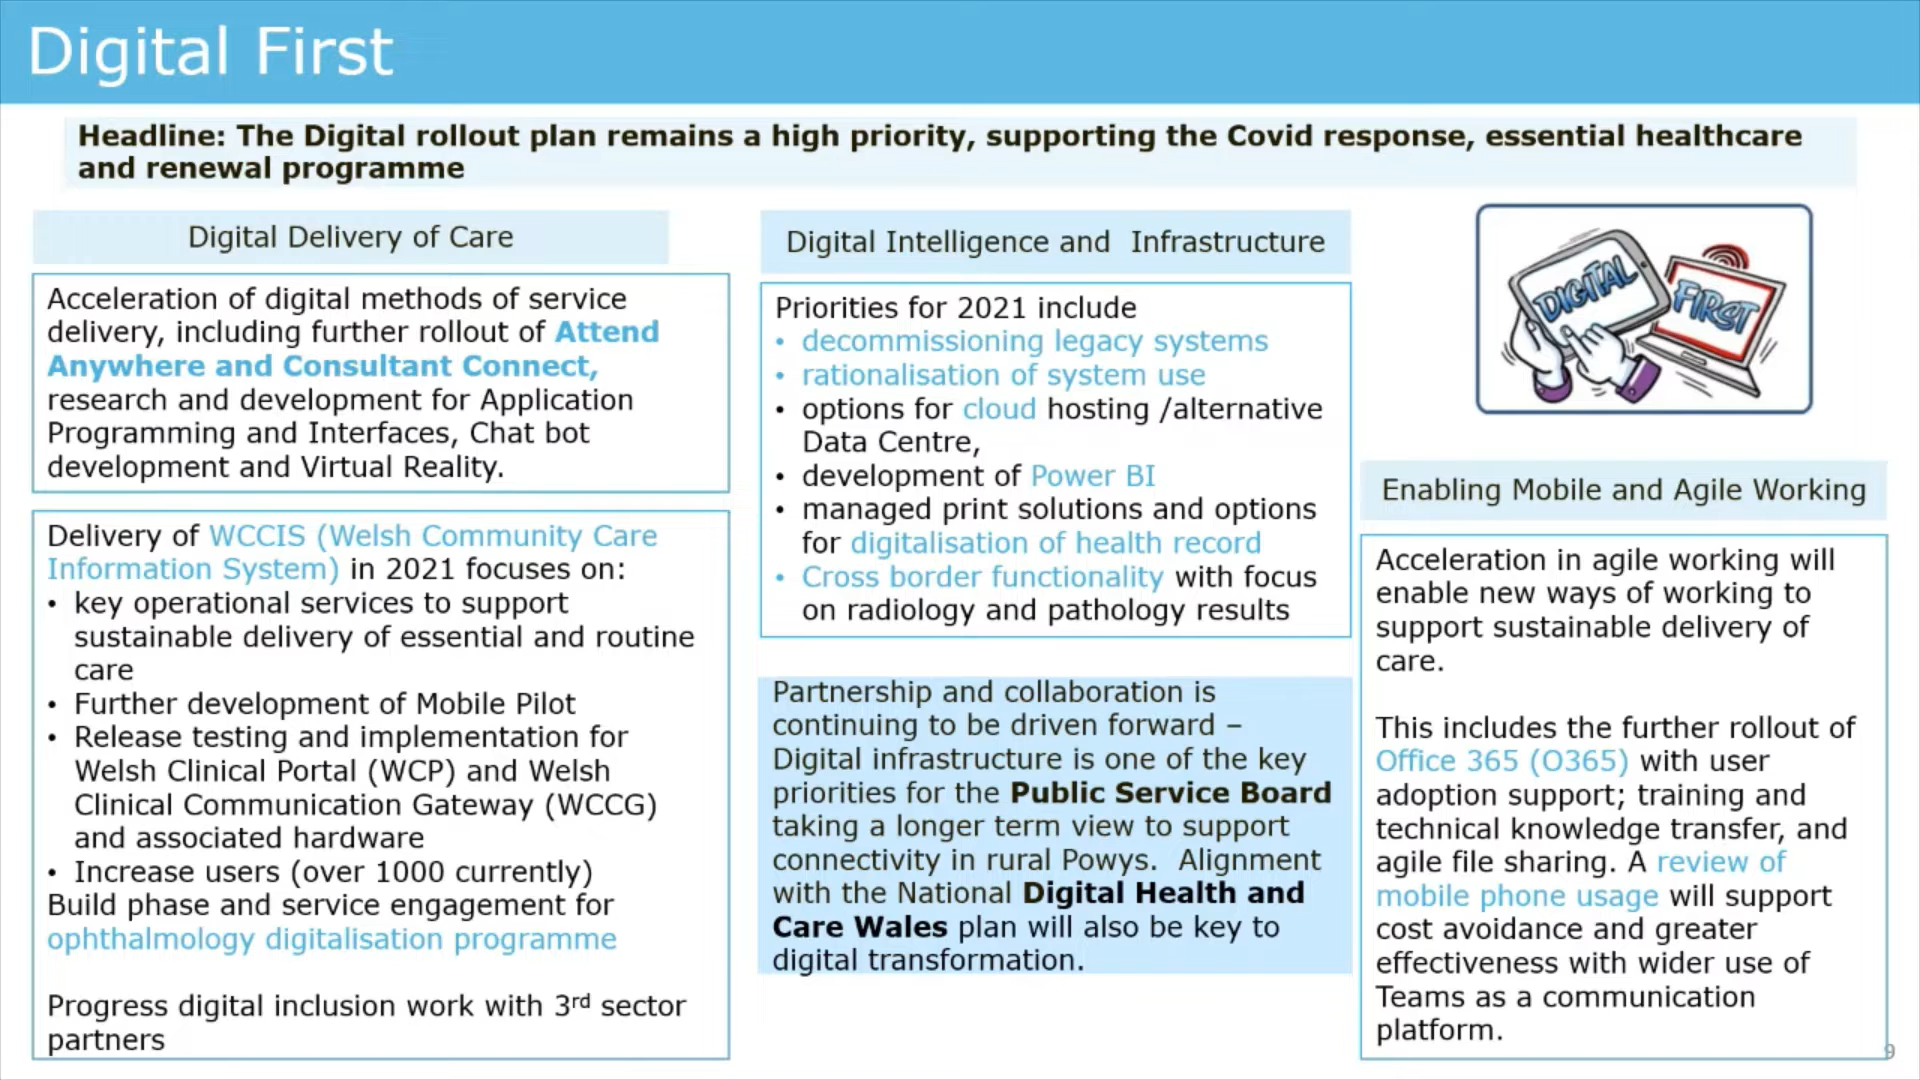 Digital First
Headline: The Digital rollout plan remains a high priority, supporting the Covid response, essential healthcare
and renewal programme
Digital Delivery of Care
Acceleration of digital methods of service
delivery, including further rollout of Attend
Anywhere and Consultant Connect,
research and development for Application
Programming and Interfaces, Chat bot
development and Virtual Reality.
Delivery of WCCIS (Welsh Community Care
Information System) in 2021 focuses on:
• key operational services to support
sustainable delivery of essential and routine
care
• Further development of Mobile Pilot
• Release testing and implementation for
Welsh Clinical Portal (WCP) and Welsh
Clinical Communication Gateway (WCCG)
and associated hardware
• Increase users (over 1000 currently)
Build phase and service engagement for
ophthalmology digitalisation programme
Progress digital inclusion work with 3rd sector
partners
Digital Intelligence and  Infrastructure
Priorities for 2021 include
• decommissioning legacy systems
• rationalisation of system use
• options for cloud hosting /alternative
Data Centre,
• development of Power BI
• managed print solutions and options
for digitalisation of health record
• Cross border functionality with focus
on radiology and pathology results
Partnership and collaboration is
continuing to be driven forward –
Digital infrastructure is one of the key
priorities for the Public Service Board
taking a longer term view to support
connectivity in rural Powys.  Alignment
with the National Digital Health and
Care Wales plan will also be key to
digital transformation.
DIGITAL
FIRST
Enabling Mobile and Agile Working
Acceleration in agile working will
enable new ways of working to
support sustainable delivery of
care.
This includes the further rollout of
Office 365 (O365) with user
adoption support; training and
technical knowledge transfer, and
agile file sharing. A review of
mobile phone usage will support
cost avoidance and greater
effectiveness with wider use of
Teams as a communication
platform.
9